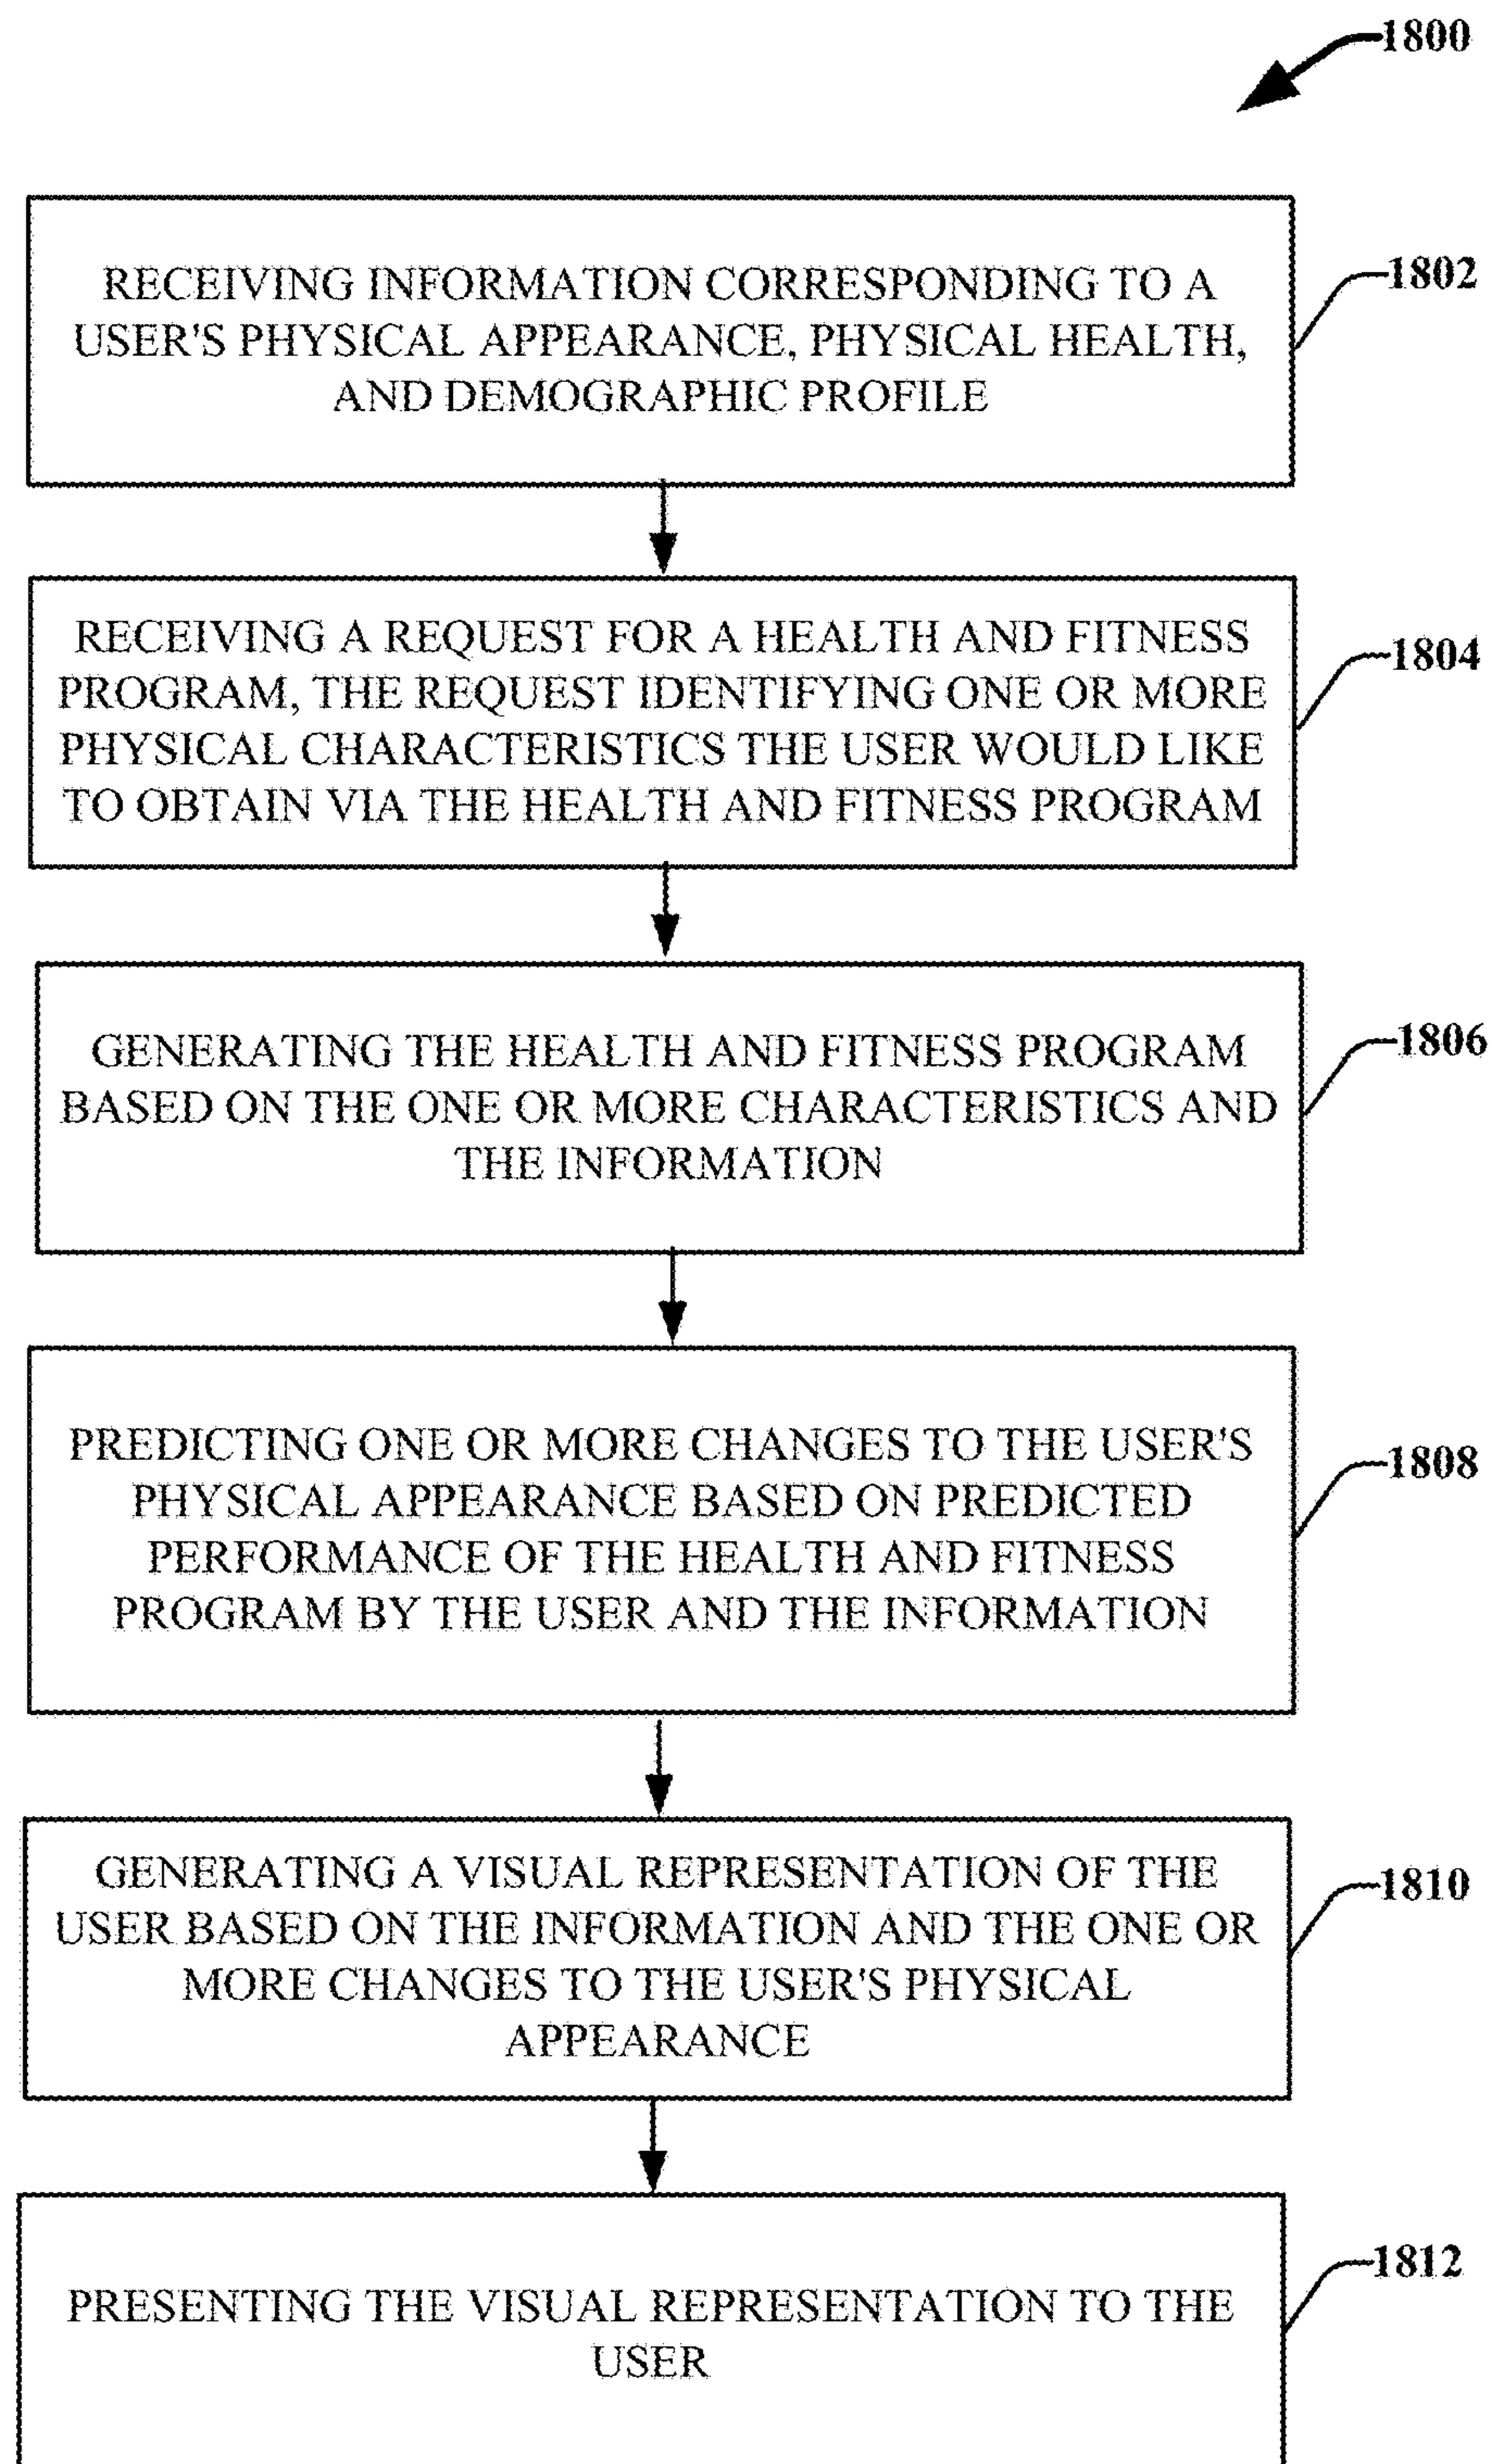 1800
RECEIVING INFORMATION CORRESPONDING TO A
USER'S PHYSICAL APPEARANCE, PHYSICAL HEALTH,
AND DEMOGRAPHIC PROFILE
1802
RECEIVING A REQUEST FOR A HEALTH AND FITNESS
PROGRAM, THE REQUEST IDENTIFYING ONE OR MORE
PHYSICAL CHARACTERISTICS THE USER WOULD LIKE
TO OBTAIN VIA THE HEALTH AND FITNESS PROGRAM
1804
GENERATING THE HEALTH AND FITNESS PROGRAM
BASED ON THE ONE OR MORE CHARACTERISTICS AND
THE INFORMATION
1806
PREDICTING ONE OR MORE CHANGES TO THE USER'S
PHYSICAL APPEARANCE BASED ON PREDICTED
PERFORMANCE OF THE HEALTH AND FITNESS
PROGRAM BY THE USER AND THE INFORMATION
1808
GENERATING A VISUAL REPRESENTATION OF THE
USER BASED ON THE INFORMATION AND THE ONE OR
MORE CHANGES TO THE USER'S PHYSICAL
APPEARANCE
1810
PRESENTING THE VISUAL REPRESENTATION TO THE
USER
1812